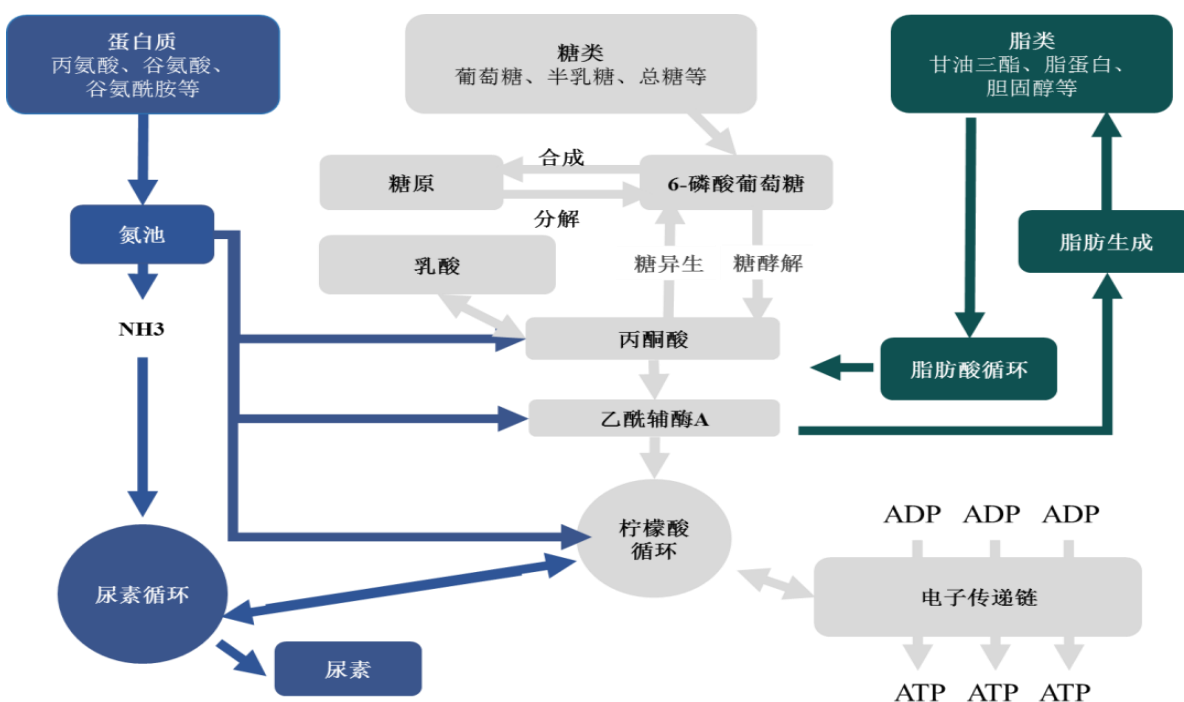 蛋白质
丙氨酸、谷氨酸、
谷氨酰胺等
糖类
葡萄糖、半乳糖、总糖等
脂类
甘油三酯、脂蛋白、
胆固醇等
合成
糖原
6-磷酸葡萄糖
分解
氮池
乳酸
糖异生
糖酵解
脂肪生成
NH3
丙酮酸
脂肪酸循环
乙酰辅酶A
柠檬酸
循环
ADP ADP ADP
尿素循环
电子传递链
尿素
ATP ATP ATP